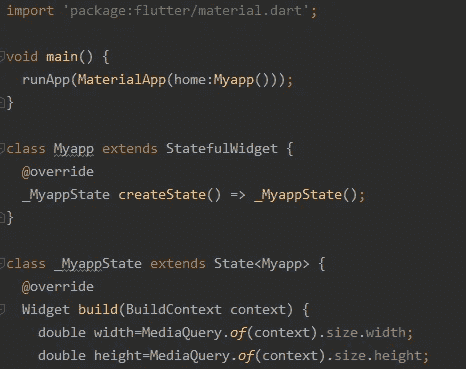 import 'package:flutter/material.dart';
void main() {
runApp(MaterialApp(home:Myapp()));
}
class Myapp extends StatefulWidget {
@override
_MyappState createState() => _MyappState();
}
class _MyappState extends State<Myapp> {
@override
Widget build(BuildContext context) {
double width=MediaQuery.of(context).size.width;
double height=MediaQuery.of(context).size.height;